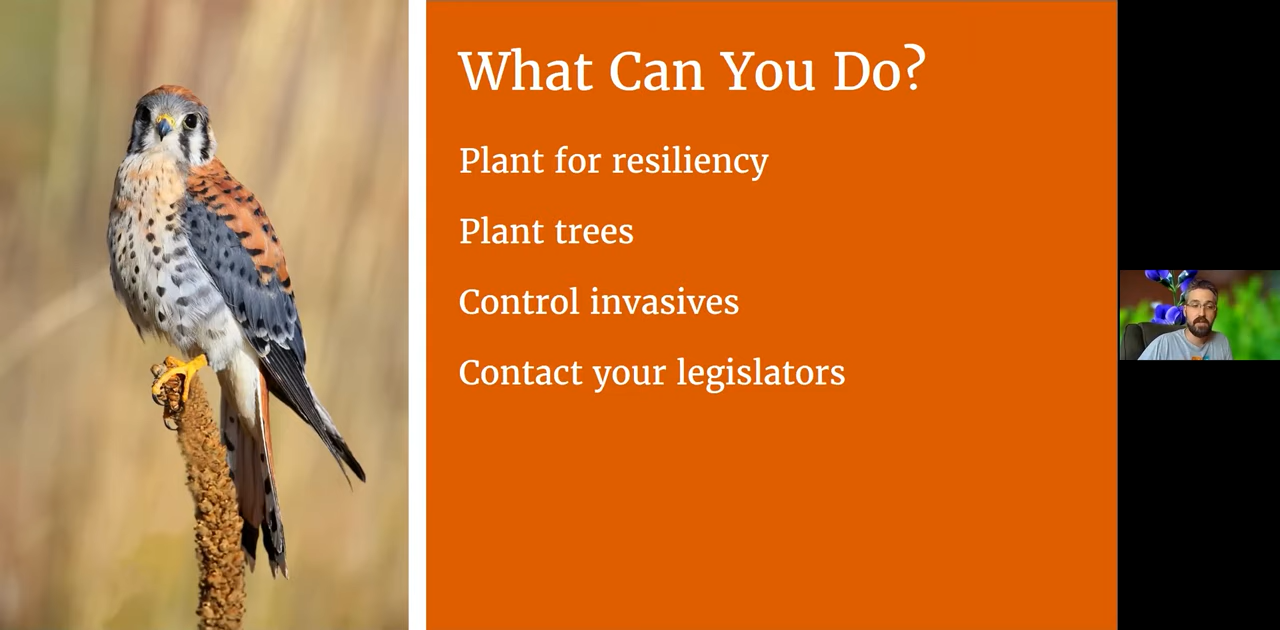 What Can You Do?
Plant for resiliency
Plant trees
Control invasives
Contact your legislators